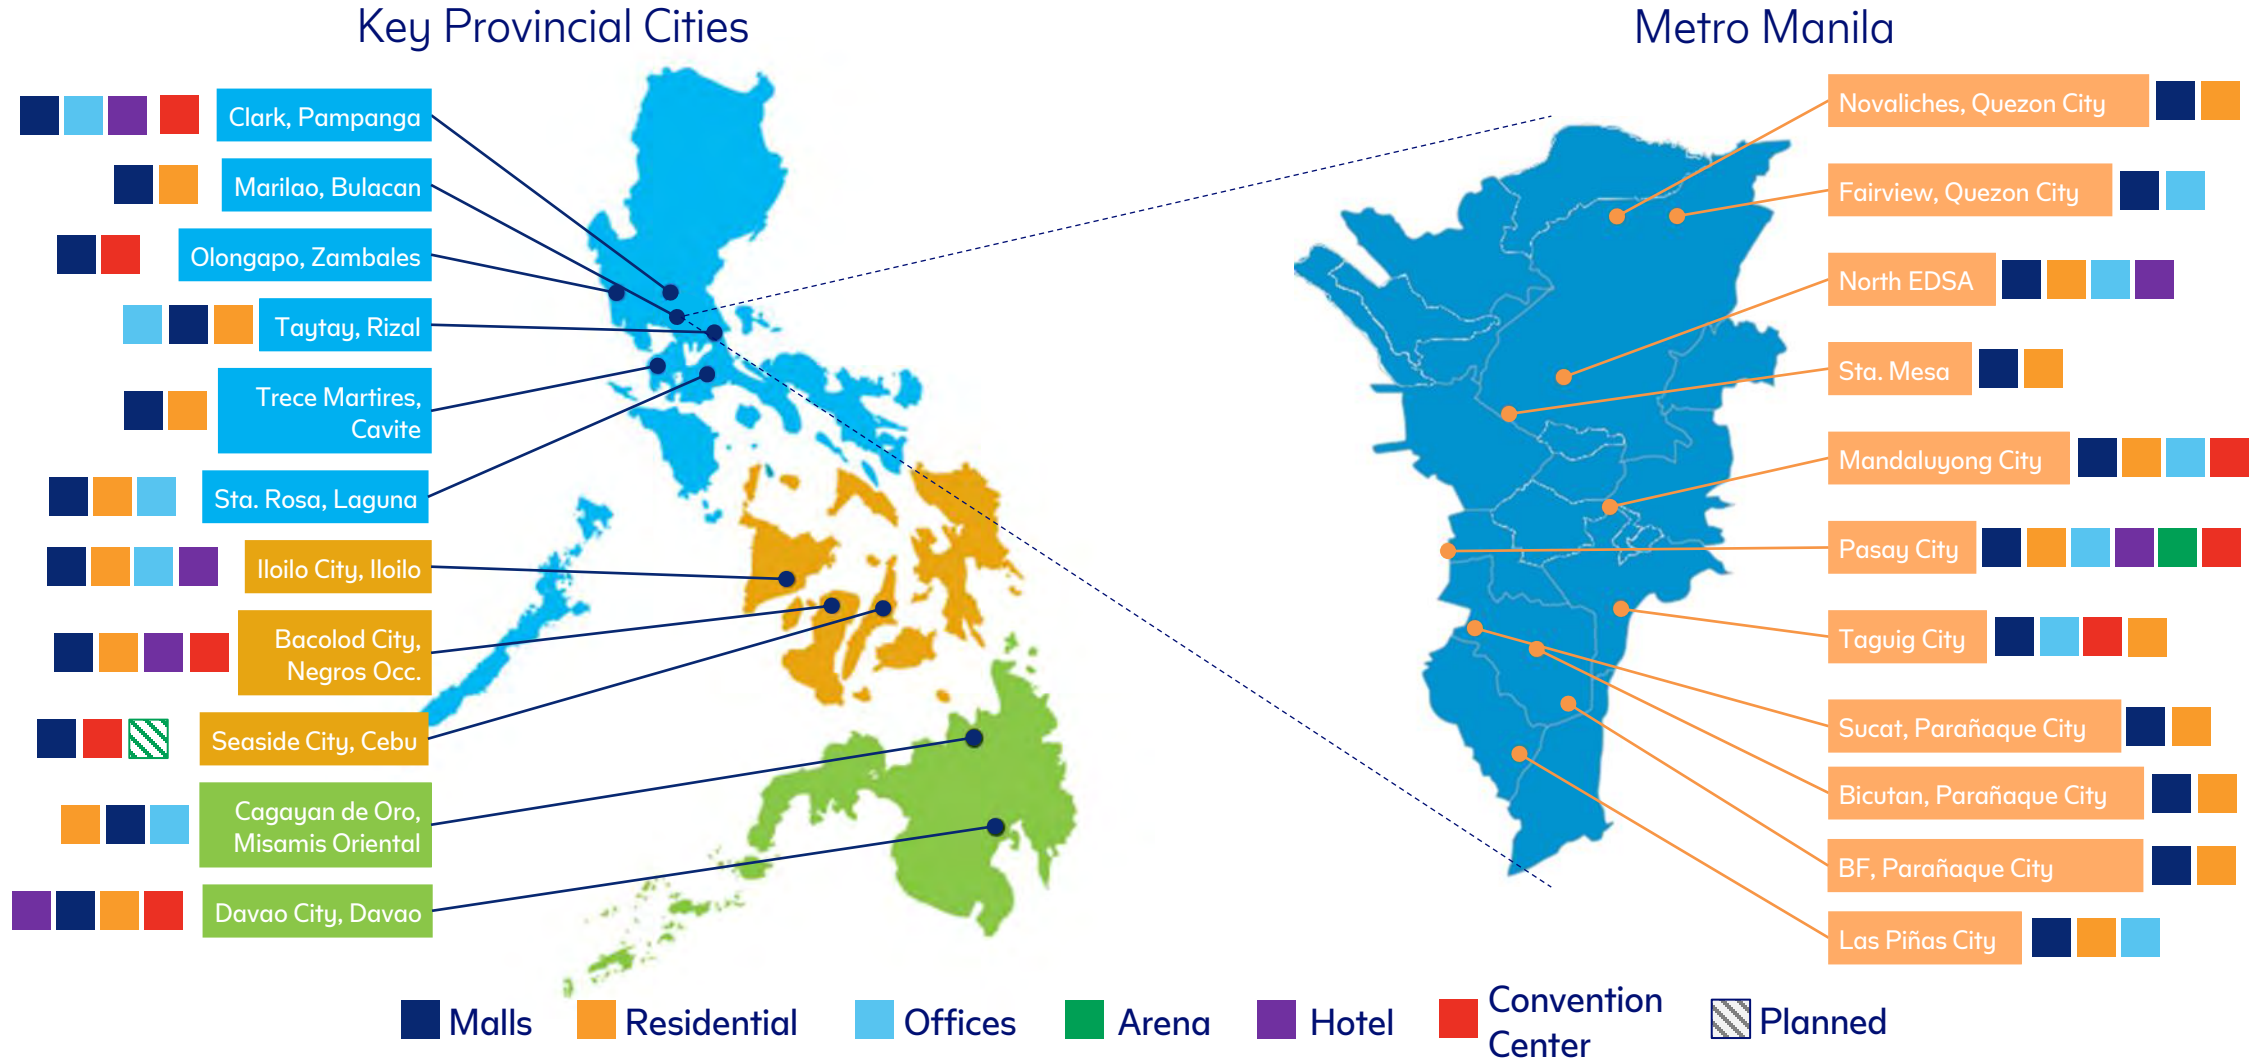 Key Provincial Cities
Metro Manila
Clark, Pampanga
Marilao, Bulacan
Olongapo, Zambales
Taytay, Rizal
Trece Martires,
Cavite
Sta. Rosa, Laguna
Iloilo City, Iloilo
Bacolod City,
Negros Occ.
Seaside City, Cebu
Cagayan de Oro,
Misamis Oriental
Davao City, Davao
Novaliches, Quezon City
Fairview, Quezon City
North EDSA
Sta. Mesa
Mandaluyong City
Pasay City
Taguig City
Sucat, Parañaque City
Bicutan, Parañaque City
BF, Parañaque City
Las Piñas City
Malls
Residential
Offices
Arena
Hotel
Convention
Center
Planned